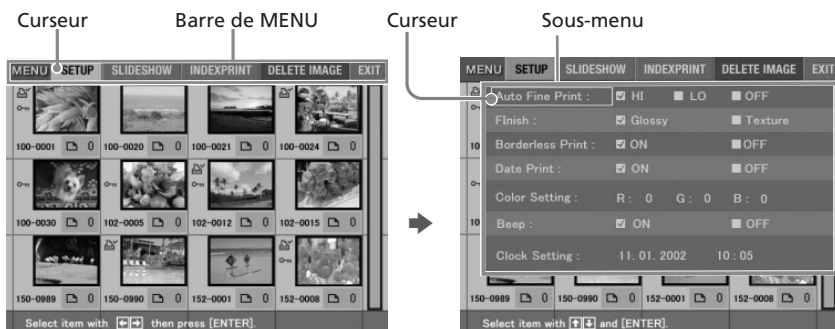 Curseur Barre de MENU Curseur Sous-menu
MENU SETUP SLIDESHOW INDEXPRINT DELETE IMAGE EXIT
100-0001 0 100-0020 0 100-0021 0 100-0024 0
100-0030 0 102-0005 0 102-0012 0 102-0015 0
150-0989 0 150-0990 0 152-0001 0 152-0008 0
Select item with then press [ENTER].
MENU SETUP SLIDESHOW INDEXPRINT DELETE IMAGE EXIT
Auto Fine Print : HI LO OFF
FInish : Glossy Texture
10
Borderless Print : ON OFF
Date Print : ON OFF
Color Setting : R : 0 G : 0 B : 0
10
Beep : ON OFF
Clock Setting : 11. 01. 2002 10 : 05
150-0989 0 150-0990 0 152-0001 0 152-0008 0
Select item with and [ENTER].